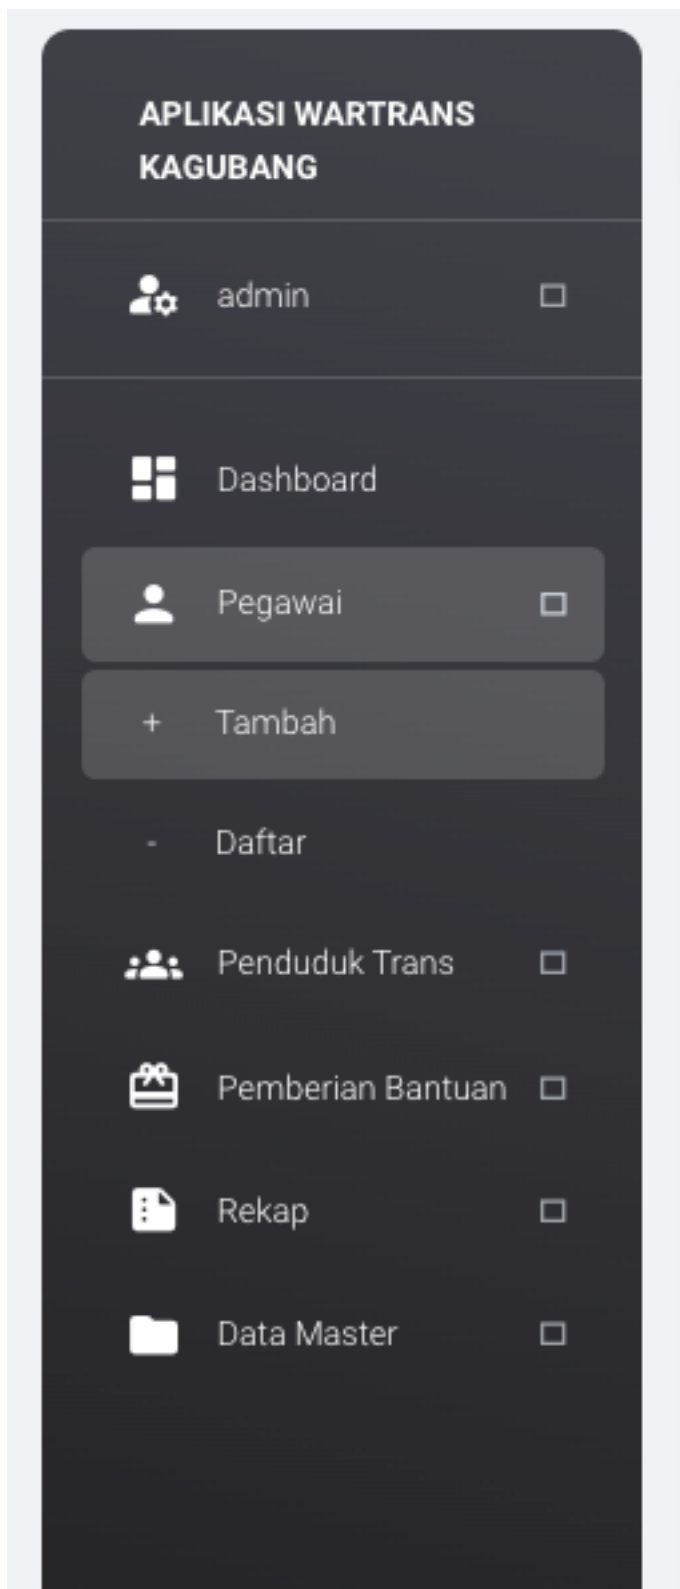 APLIKASI WARTRANS
KAGUBANG
admin
Dashboard
Pegawai
+ Tambah
- Daftar
Penduduk Trans
Pemberian Bantuan
Rekap
Data Master